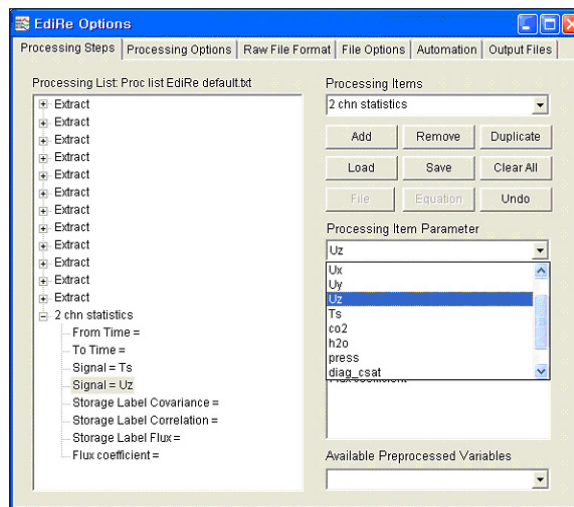 EdiRe Options
Processing Steps
Processing Options
Raw File Format
File Options
Automation
Output Files
Processing List: Proc list EdiRe default.txt
Extract
Extract
Extract
Extract
Extract
Extract
Extract
Extract
Extract
Extract
Extract
Extract
2 chn statistics
From Time =
To Time =
Signal = Ts
Signal = Uz
Storage Label Covariance =
Storage Label Correlation =
Storage Label Flux =
Flux coefficient =
Processing Items
2 chn statistics
Add
Remove
Duplicate
Load
Save
Clear All
File
Equation
Undo
Processing Item Parameter
Uz
Ux
Uy
Uz
Ts
co2
h2o
press
diag_csat
Flux coefficient
Available Preprocessed Variables